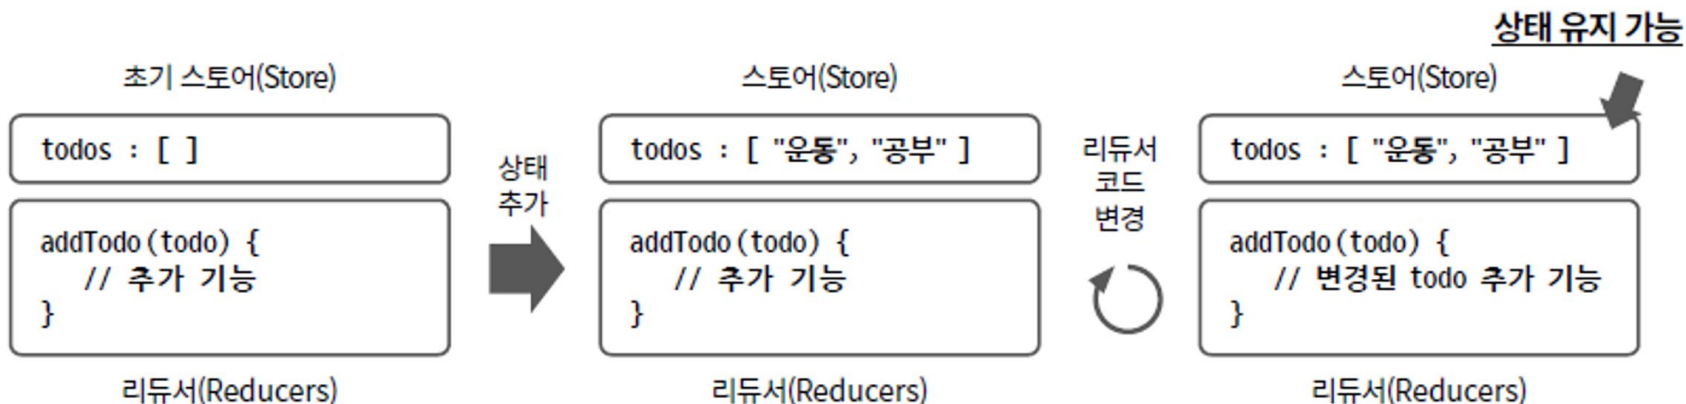 상태 유지 가능
초기 스토어(Store)
todos : [ ]
addTodo(todo) {
// 추가 기능
}
리듀서(Reducers)
상태
추가
스토어(Store)
todos : [ "운동", "공부" ]
addTodo(todo) {
// 추가 기능
}
리듀서(Reducers)
리듀서
코드
변경
스토어(Store)
todos : [ "운동", "공부" ]
addTodo(todo) {
// 변경된 todo 추가 기능
}
리듀서(Reducers)